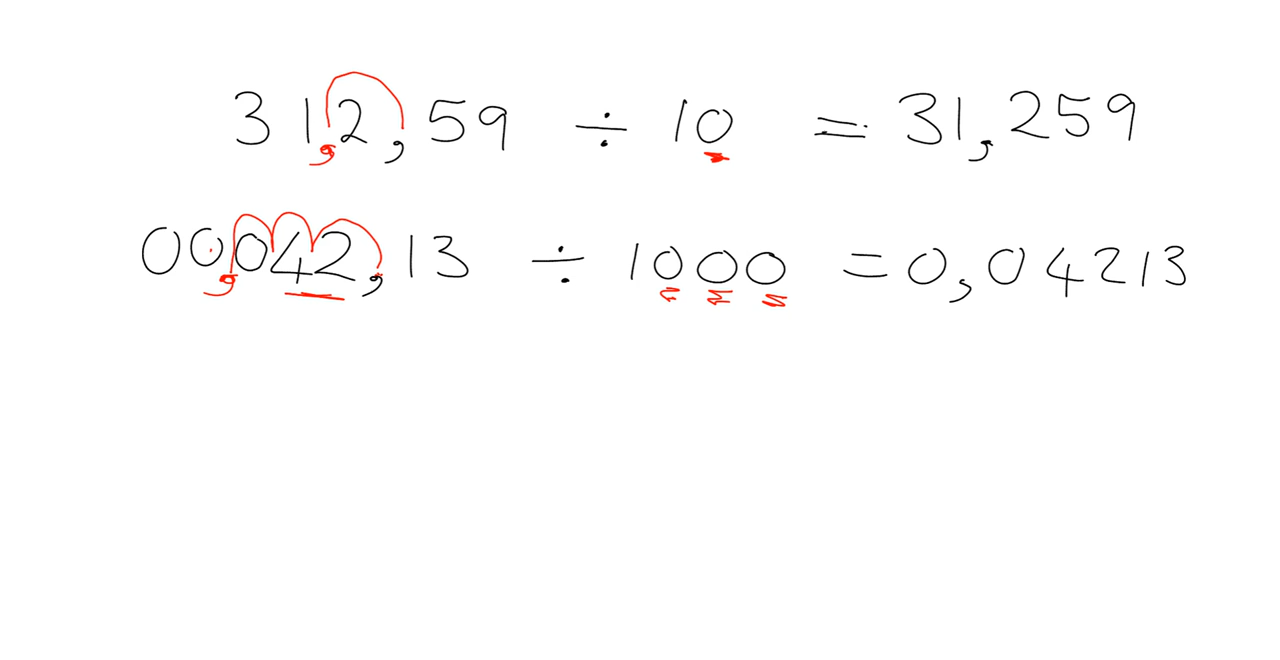 312,59 ÷ 10 = 31,259
00042,13 ÷ 1000 = 0,04213